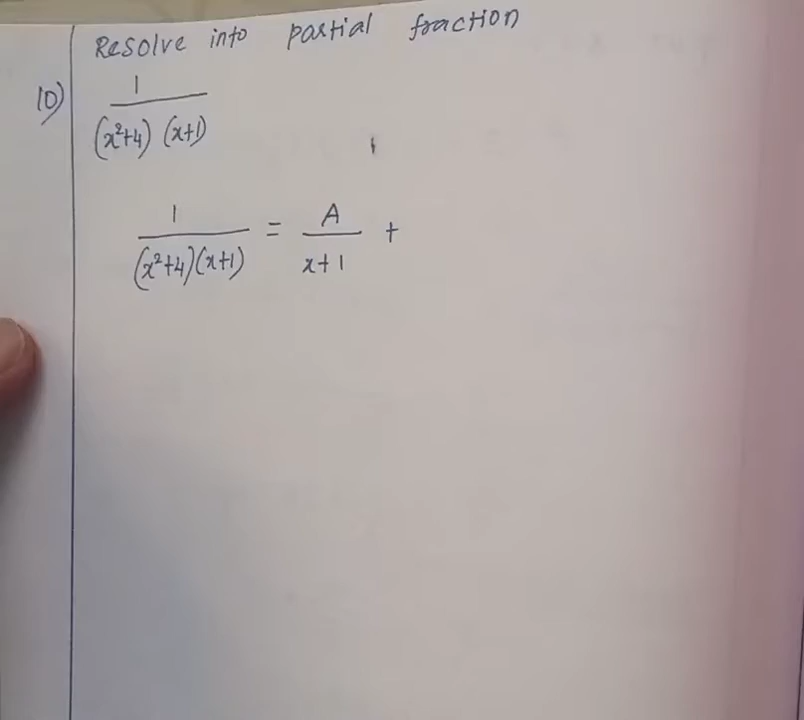 Resolve into partial fraction
10) 1/((x²+4) (x+1))
1/((x²+4)(x+1)) = A/(x+1) +